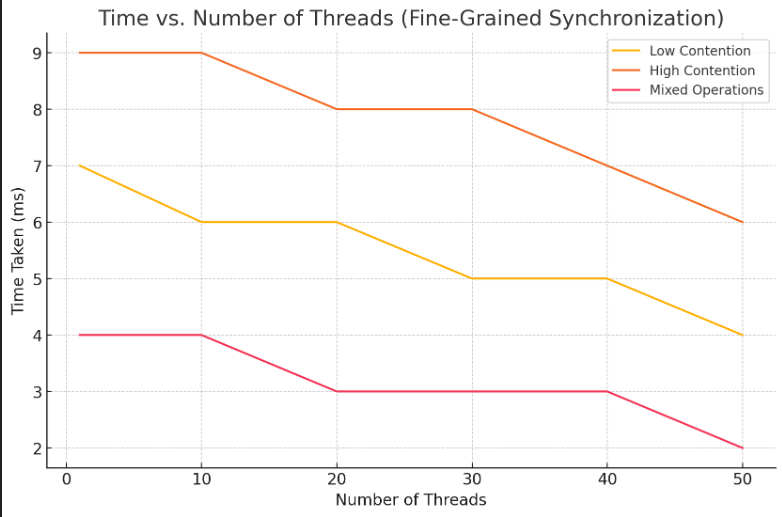 Time vs. Number of Threads (Fine-Grained Synchronization)
Low Contention
High Contention
Mixed Operations
Time Taken (ms)
9
8
7
6
5
4
3
2
0 10 20 30 40 50
Number of Threads